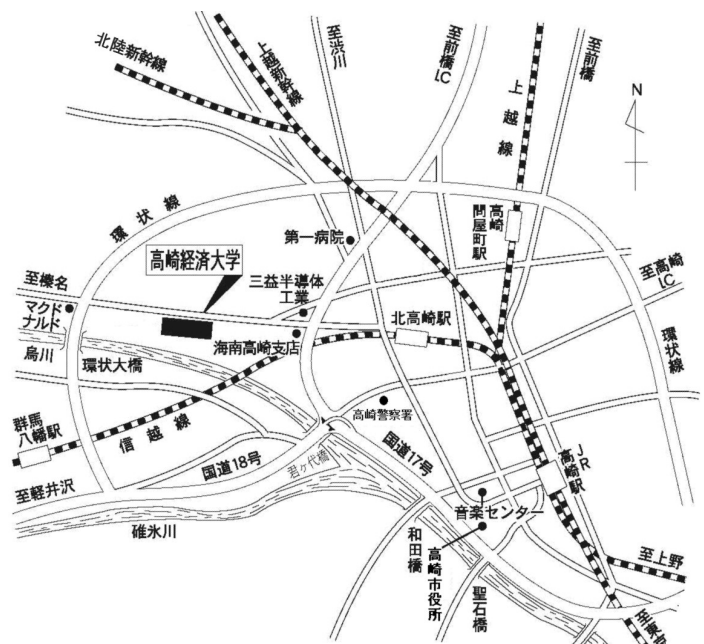 北陸新幹線
上越新幹線
至渋川
至前橋
I.C
上越線
至前橋
N
環状線
第一病院
高崎
問屋町駅
高崎経済大学
至榛名
三益半導体
工業
至高崎
I.C
マクド
ナルド
北高崎駅
海南高崎支店
烏川
環状大橋
環状線
高崎警察署
群馬
八幡駅
信越線
国道18号
君ヶ代橋
国道17号
JR
高崎駅
至軽井沢
音楽センター
碓氷川
和田橋
高崎市役所
至上野
聖石橋
至東